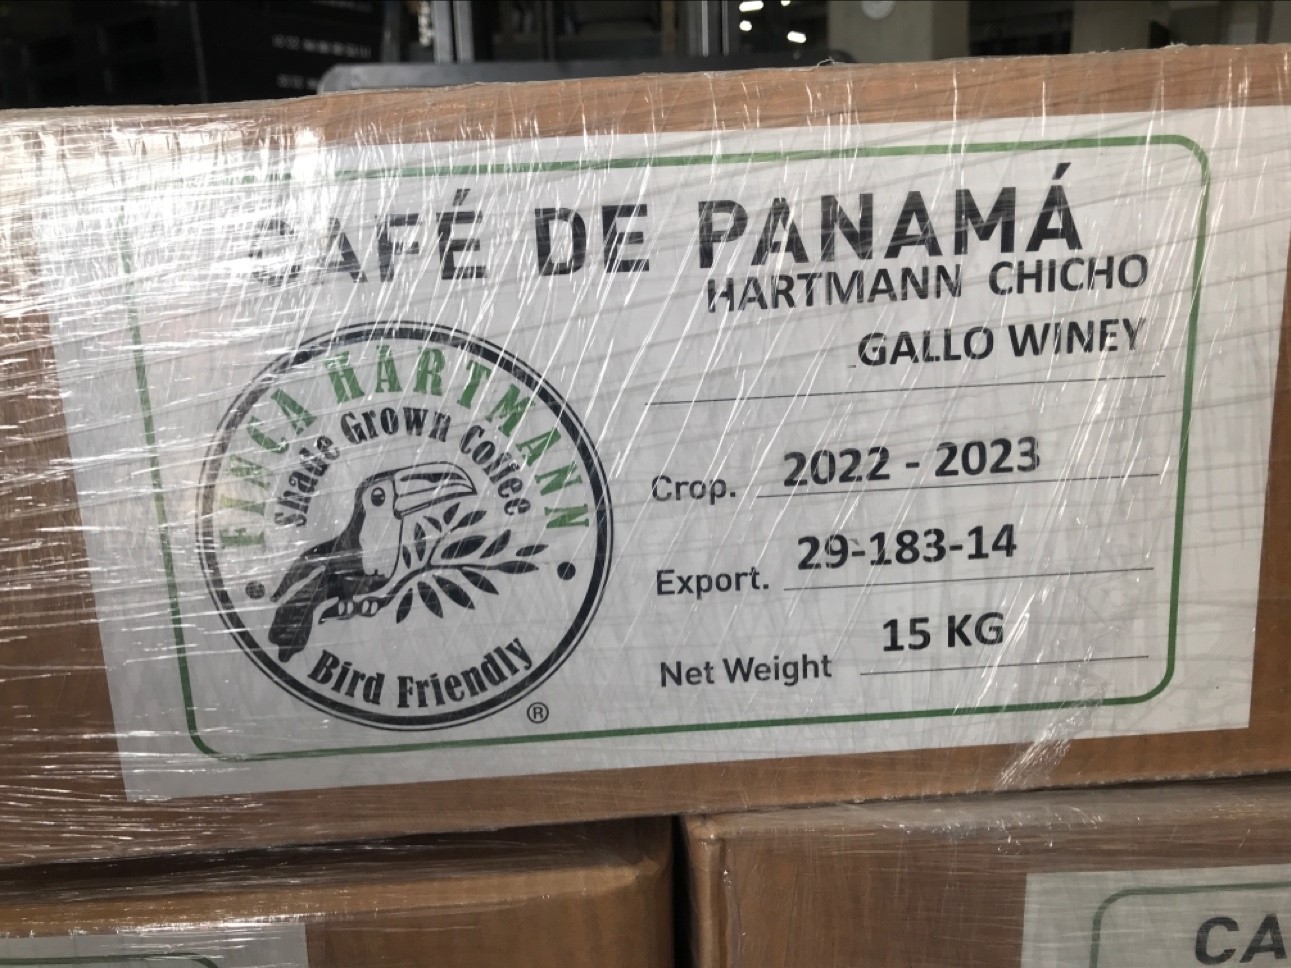 CAFÉ DE PANAMÁ
HARTMANN CHICHO
GALLO WINEY
FINCA HARTMANN
Shade Grown Coffee
Bird Friendly
®
Crop. 2022 - 2023
Export. 29-183-14
Net Weight 15 KG
CA